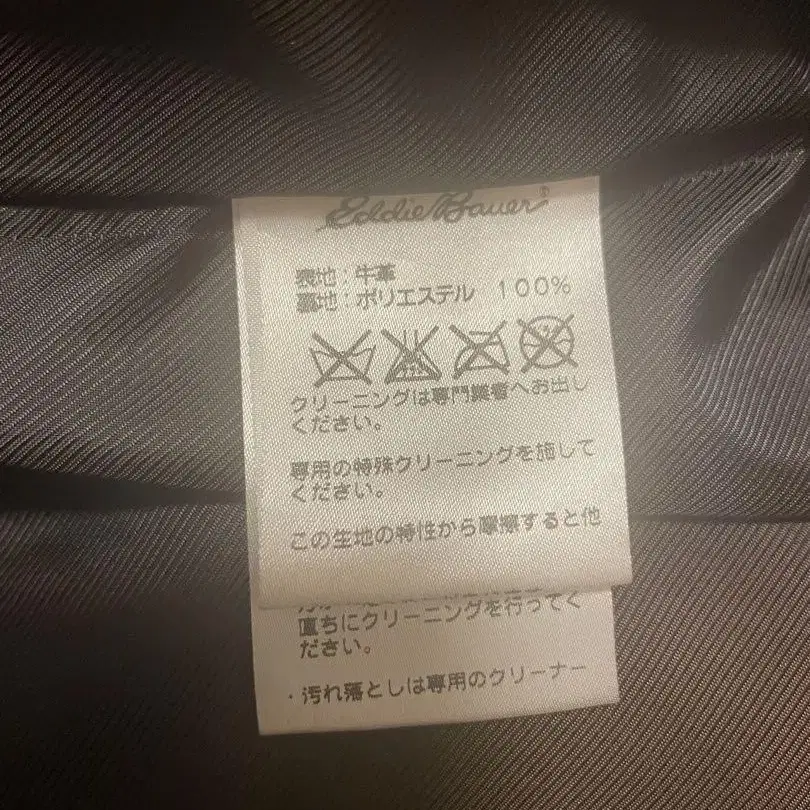 Eddie Bauer®
表地：牛革
裏地：ポリエステル 100%
クリーニングは専門業者へお出し
ください。
専用の特殊クリーニングを施して
ください。
この生地の特性から摩擦すると他
直ちにクリーニングを行ってく
ださい。
・汚れ落としは専用のクリーナー